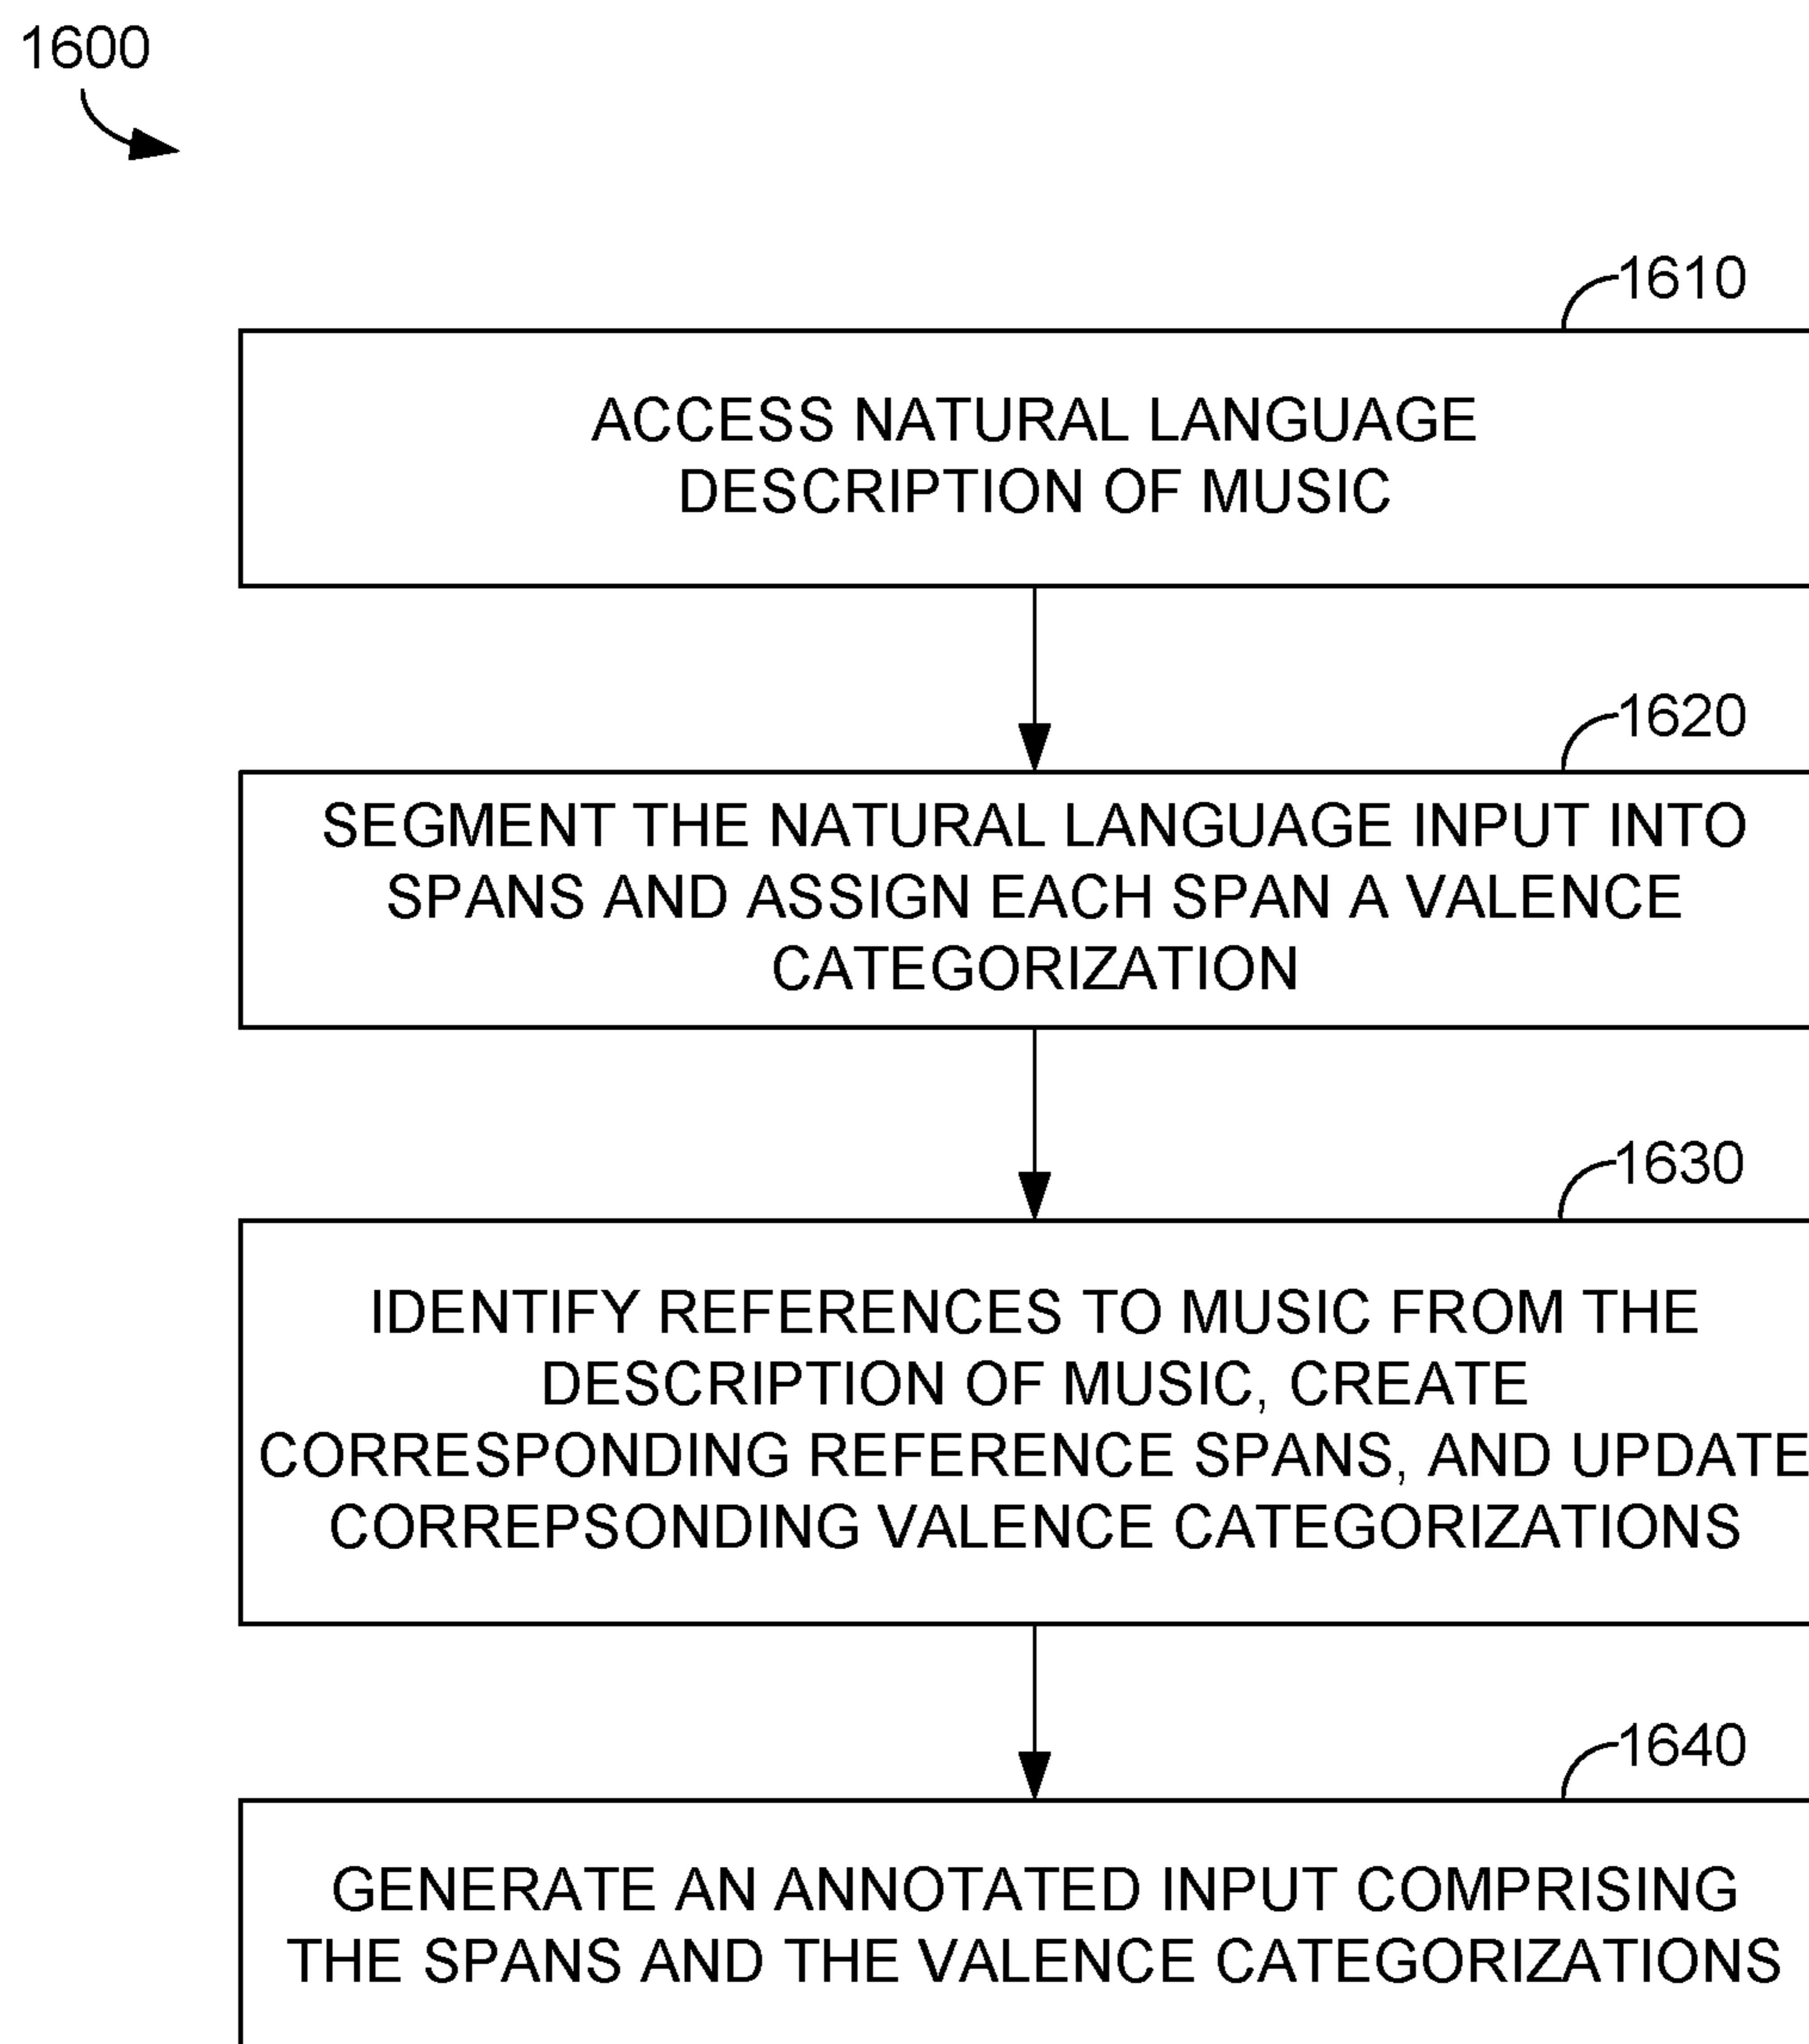 1600
1610
ACCESS NATURAL LANGUAGE
DESCRIPTION OF MUSIC
1620
SEGMENT THE NATURAL LANGUAGE INPUT INTO
SPANS AND ASSIGN EACH SPAN A VALENCE
CATEGORIZATION
1630
IDENTIFY REFERENCES TO MUSIC FROM THE
DESCRIPTION OF MUSIC, CREATE
CORRESPONDING REFERENCE SPANS, AND UPDATE
CORREPSONDING VALENCE CATEGORIZATIONS
1640
GENERATE AN ANNOTATED INPUT COMPRISING
THE SPANS AND THE VALENCE CATEGORIZATIONS